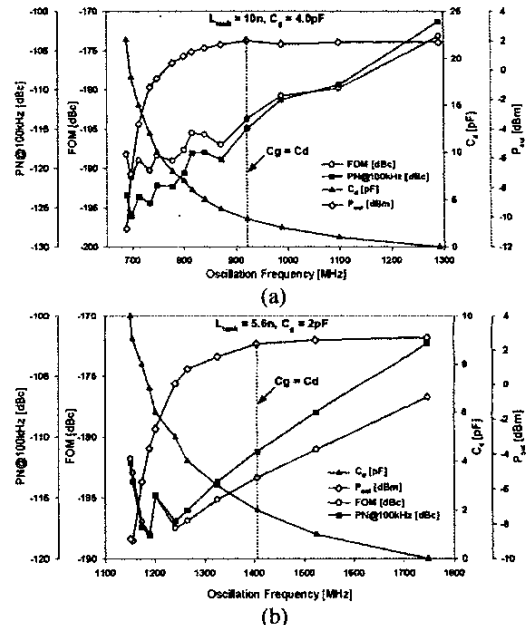 (a)
L_tank = 10n, C_g = 4.0pF
PN@100kHz [dBc]
-100
-105
-110
-115
-120
-125
-130
FOM [dBc]
-170
-175
-180
-185
-190
-195
-200
Cg = Cd
FOM [dBc]
PN@100kHz [dBc]
C_d [pF]
P_out [dBm]
26
22
16
10
6
3
0
C_d [pF]
4
2
0
-2
-4
-6
-8
-10
-12
P_out [dBm]
600
700
800
900
1000
1100
1200
1300
Oscillation Frequency [MHz]
(a)
L_tank = 5.6n, C_g = 2pF
PN@100kHz [dBc]
-100
-105
-110
-115
-120
FOM [dBc]
-170
-175
-180
-185
-190
Cg = Cd
C_d [pF]
P_out [dBm]
FOM [dBc]
PN@100kHz [dBc]
10
8
6
4
2
0
C_d [pF]
4
2
0
-2
-4
-6
-8
-10
P_out [dBm]
1100
1200
1300
1400
1500
1600
1700
1800
Oscillation Frequency [MHz]
(b)